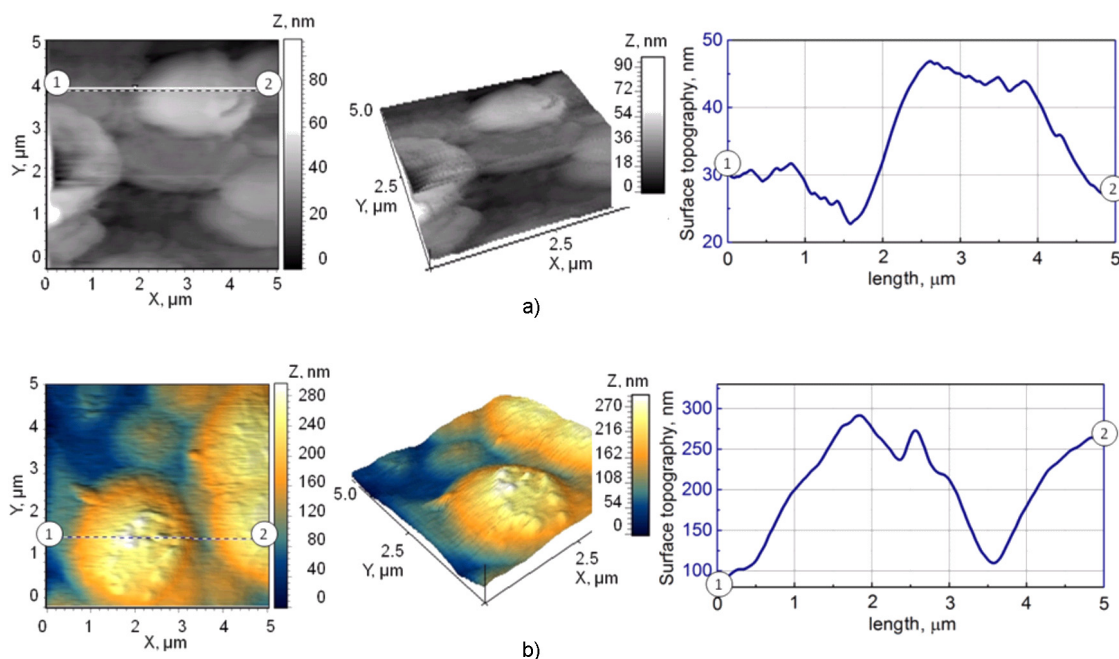 Z, nm
5
4
3
2
1
0
Y, µm
1
2
80
60
40
20
0
0 1 2 3 4 5
X, µm
Z, nm
90
72
54
36
18
0
5.0
2.5
Y, µm
2.5
X, µm
Surface topography, nm
50
40
30
20
1
2
0 1 2 3 4 5
length, µm
a)
Z, nm
5
4
3
2
1
0
Y, µm
1
2
280
240
200
160
120
80
40
0
0 1 2 3 4 5
X, µm
Z, nm
270
216
162
108
54
0
5.0
2.5
Y, µm
2.5
X, µm
Surface topography, nm
300
250
200
150
100
1
2
0 1 2 3 4 5
length, µm
b)